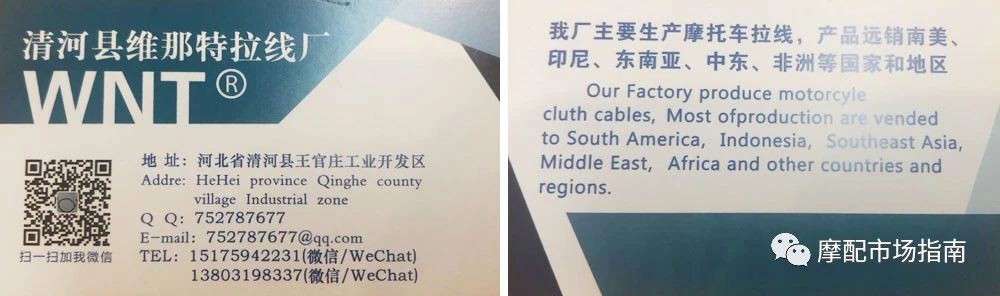 清河县维那特拉线厂
WNT®
地 址: 河北省清河县王官庄工业开发区
Addre: HeHei province Qinghe county
village Industrial zone
Q Q: 752787677
E-mail: 752787677@qq.com
TEL: 15175942231(微信/WeChat)
13803198337(微信/WeChat)
扫一扫加我微信
我厂主要生产摩托车拉线，产品远销南美、
印尼、东南亚、中东、非洲等国家和地区
Our Factory produce motorcyle
cluth cables, Most ofproduction are vended
to South America, Indonesia, Southeast Asia,
Middle East, Africa and other countries and
regions.
摩配市场指南